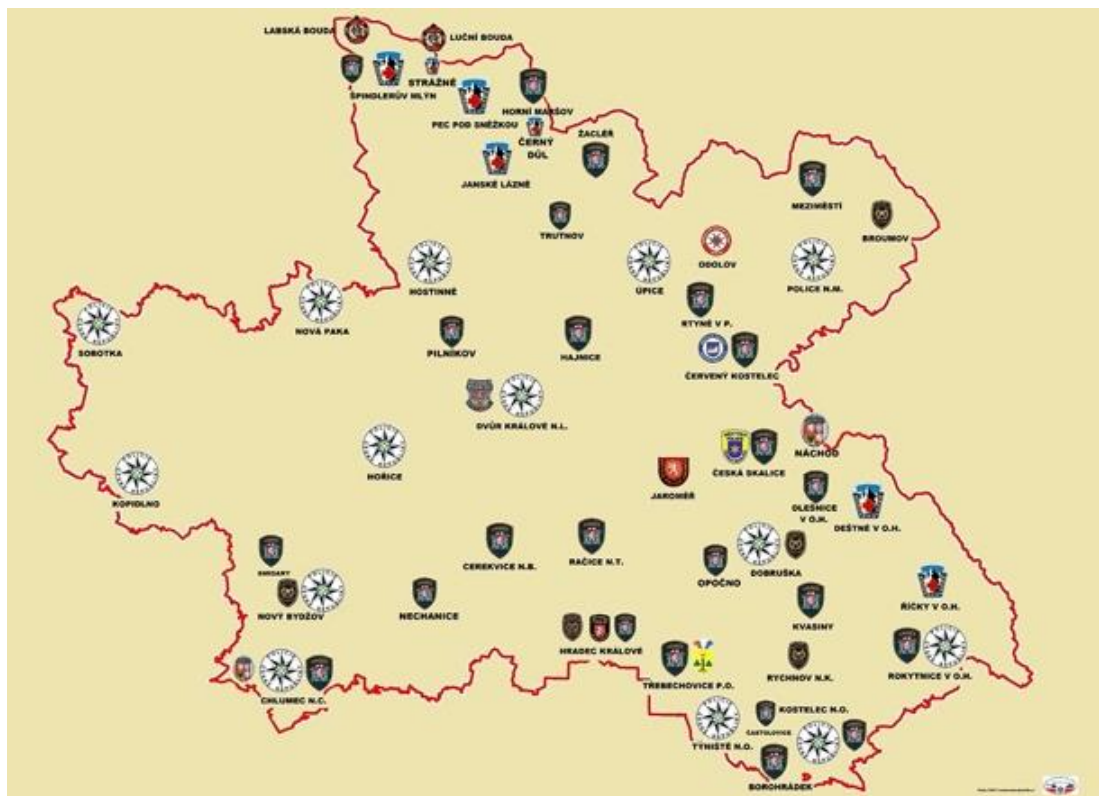 LABSKÁ BOUDA
LUČNÍ BOUDA
STRÁŽNÉ
ŠPINDLERŮV MLÝN
PEC POD SNĚŽKOU
HORNÍ MARŠOV
ČERNÝ
DŮL
ŽACLÉŘ
JANSKÉ LÁZNĚ
MEZIMĚSTÍ
TRUTNOV
BROUMOV
ODOLOV
HOSTINNÉ
ÚPICE
POLICE N.M.
NOVÁ PAKA
RTYNĚ V P.
SOBOTKA
PILNÍKOV
HAJNICE
ČERVENÝ KOSTELEC
DVŮR KRÁLOVÉ N.L.
NÁCHOD
HOŘICE
ČESKÁ SKALICE
JAROMĚŘ
KOPIDLNO
OLEŠNICE
V O.H.
DEŠTNÉ V O.H.
CEREKVICE N.B.
RAČICE N.T.
DOBRUŠKA
SMIDARY
OPOČNO
NOVÝ BYDŽOV
NECHANICE
ŘÍČKY V O.H.
KVASINY
HRADEC KRÁLOVÉ
CHLUMEC N.C.
TŘEBECHOVICE P.O.
RYCHNOV N.K.
ROKYTNICE V O.H.
KOSTELEC N.O.
ČASTOLOVICE
TÝNIŠTĚ N.O.
BOROHRÁDEK